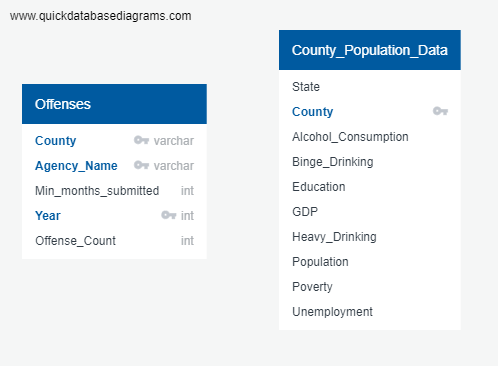 www.quickdatabasediagrams.com
Offenses
County varchar
Agency_Name varchar
Min_months_submitted int
Year int
Offense_Count int
County_Population_Data
State
County
Alcohol_Consumption
Binge_Drinking
Education
GDP
Heavy_Drinking
Population
Poverty
Unemployment